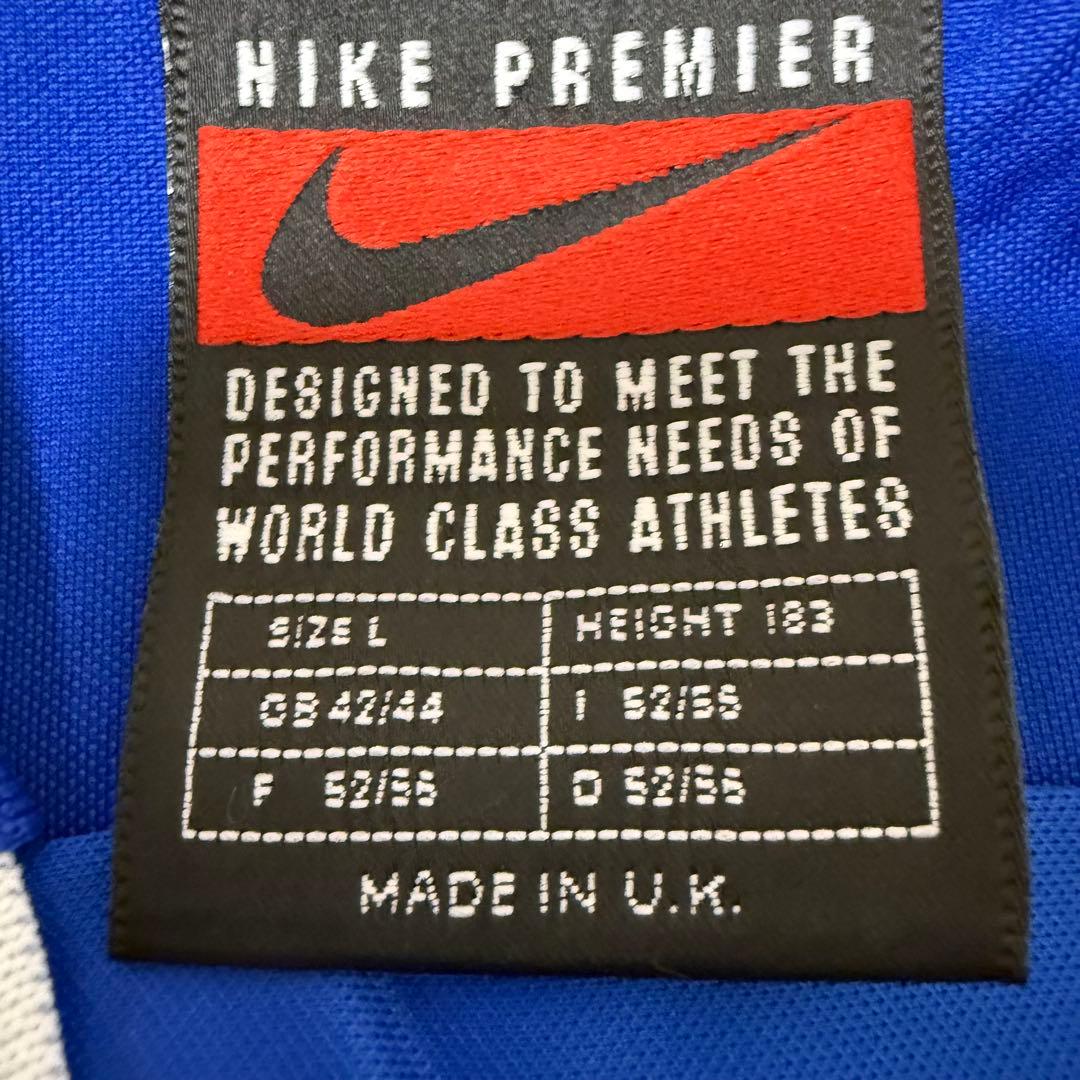 NIKE PREMIER
DESIGNED TO MEET THE
PERFORMANCE NEEDS OF
WORLD CLASS ATHLETES
SIZE L HEIGHT 183
GB 42/44 I 52/56
F 52/56 D 52/56
MADE IN U.K.